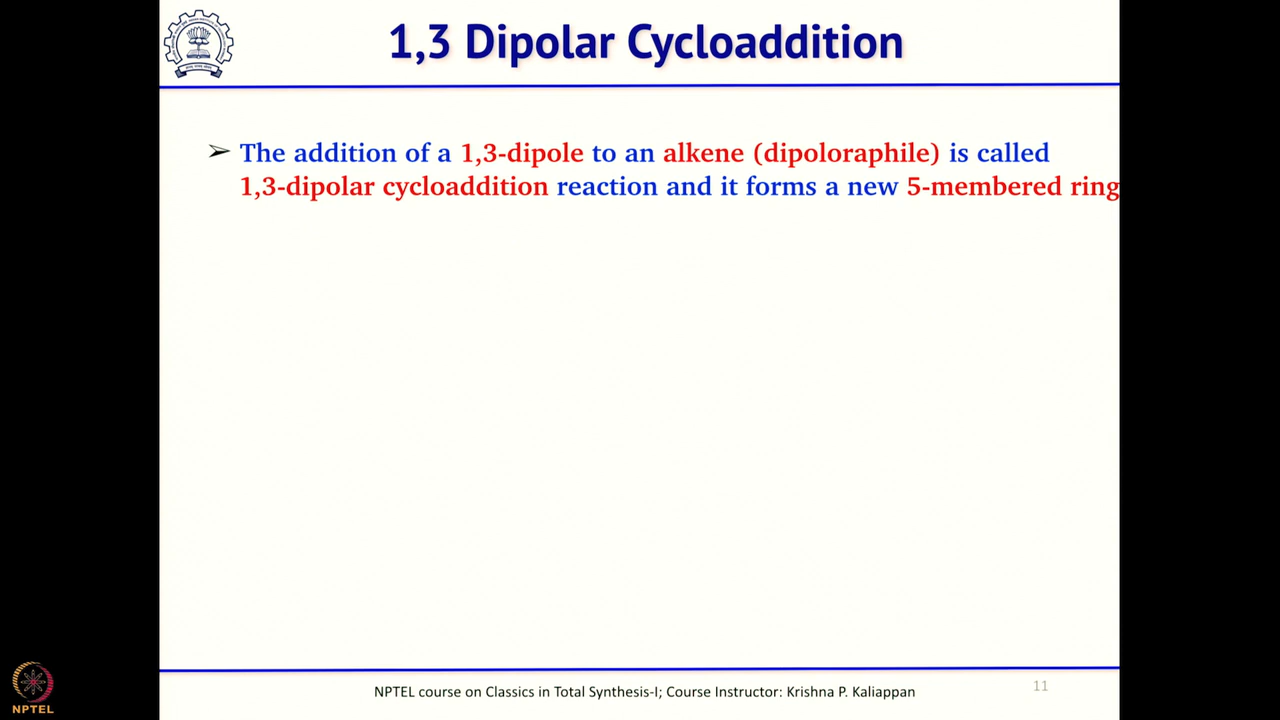 1,3 Dipolar Cycloaddition
➢ The addition of a 1,3-dipole to an alkene (dipoloraphile) is called
1,3-dipolar cycloaddition reaction and it forms a new 5-membered ring
NPTEL course on Classics in Total Synthesis-I; Course Instructor: Krishna P. Kaliappan
11
NPTEL